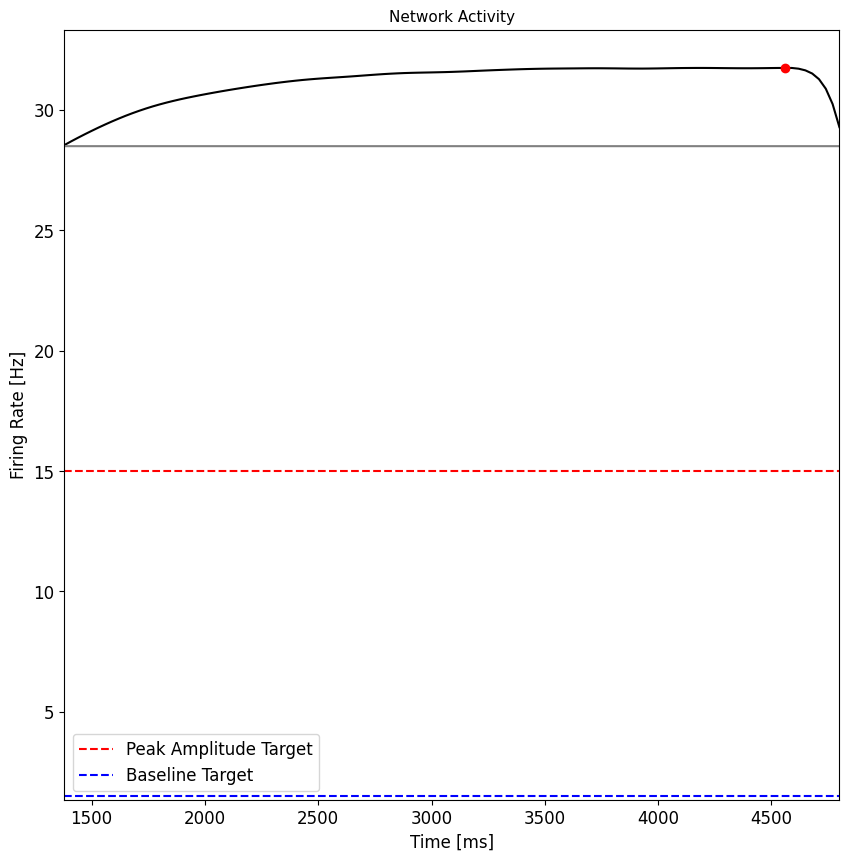 Network Activity
Firing Rate [Hz]
30
25
20
15
10
5
Peak Amplitude Target
Baseline Target
1500 2000 2500 3000 3500 4000 4500
Time [ms]